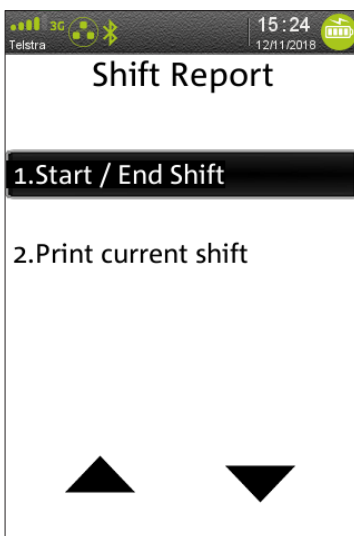 3G
15:24
Telstra
12/11/2018
Shift Report
1.Start / End Shift
2.Print current shift